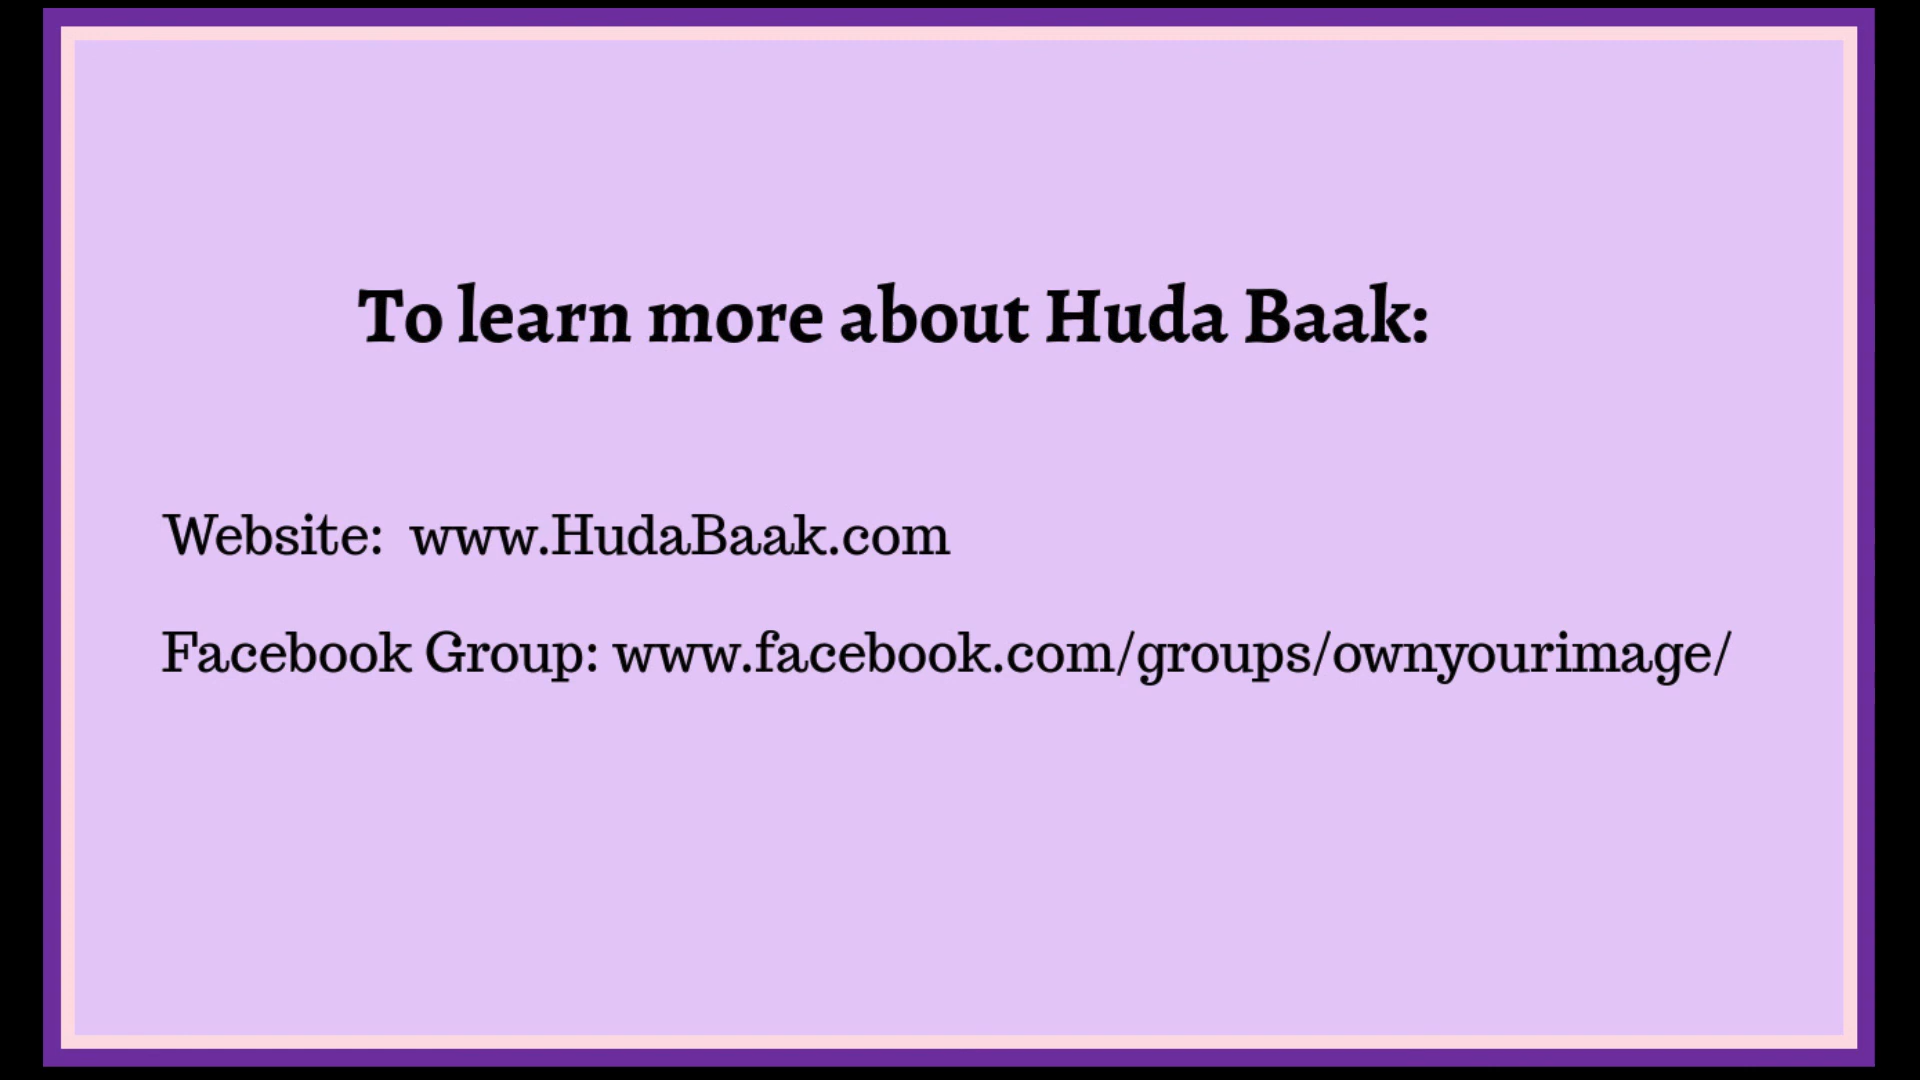 To learn more about Huda Baak:
Website: www.HudaBaak.com
Facebook Group: www.facebook.com/groups/ownyourimage/